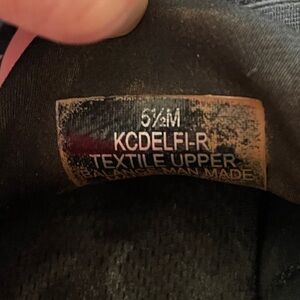 5½M
KCDELFI-R
TEXTILE UPPER
BALANCE MAN MADE